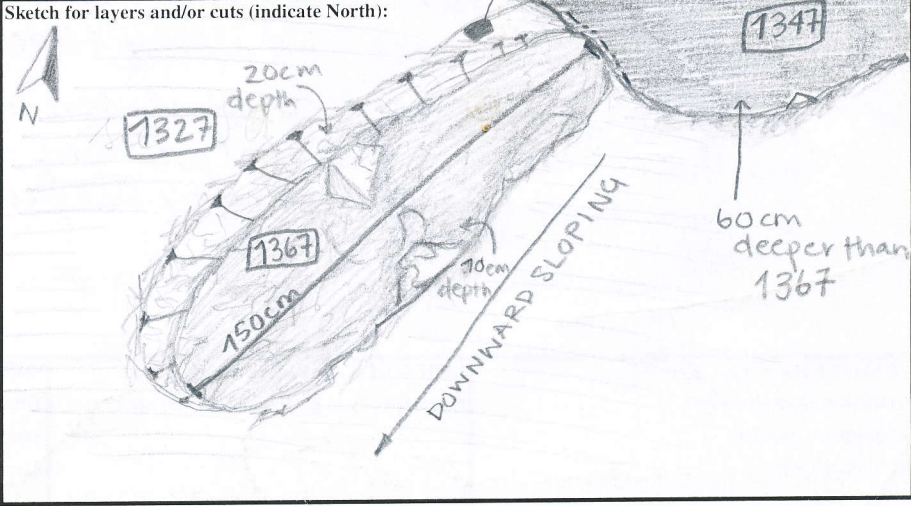 Sketch for layers and/or cuts (indicate North):
1347
20cm
depth
N
1327
60cm
deeper than
1367
1367
10cm
depth
150cm
DOWNWARD SLOPING